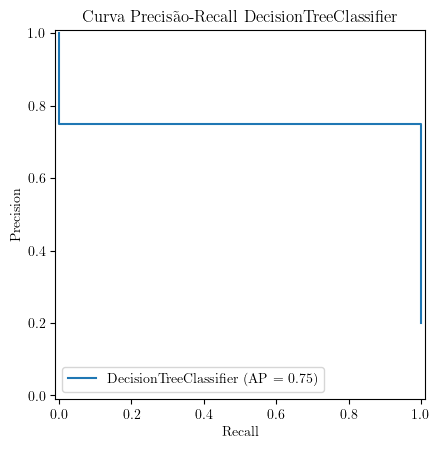 Curva Precisão-Recall DecisionTreeClassifier
1.0
0.8
0.6
0.4
0.2
0.0
Precision
DecisionTreeClassifier (AP = 0.75)
0.0 0.2 0.4 0.6 0.8 1.0
Recall